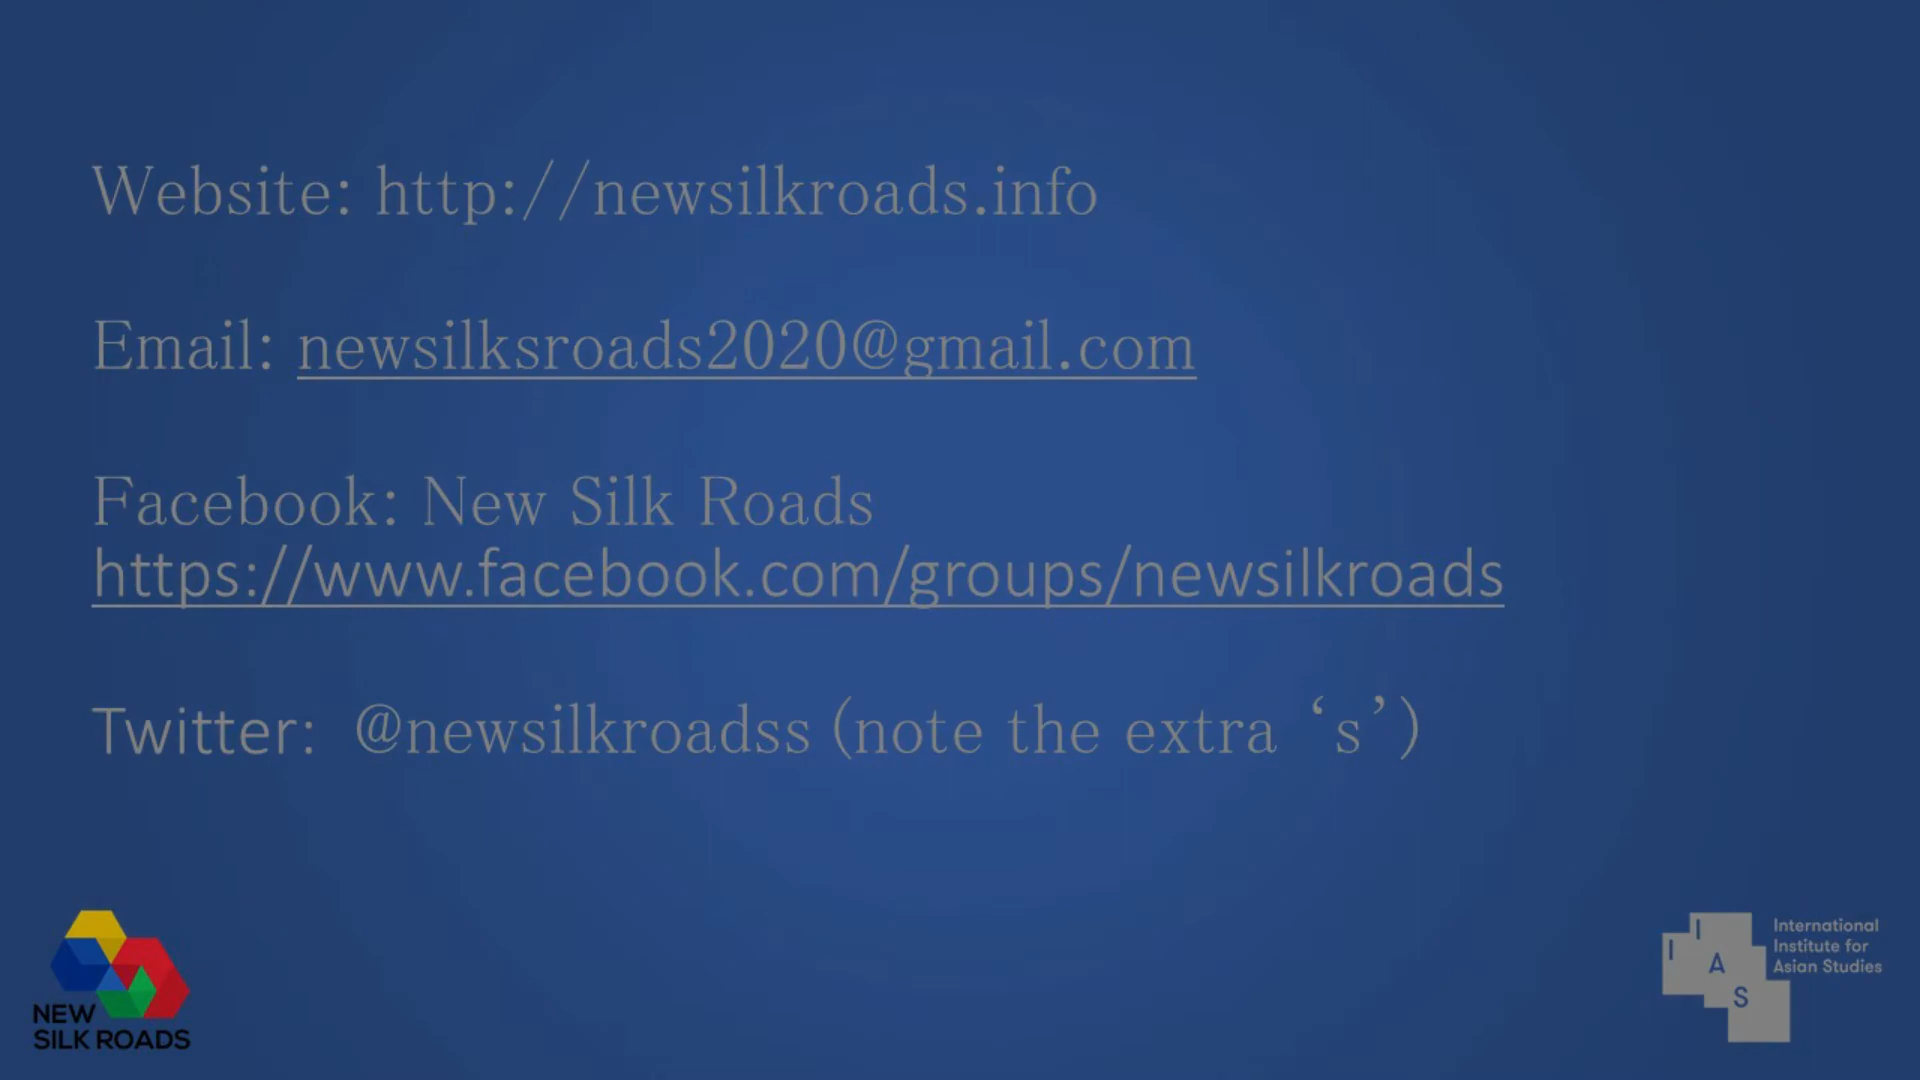 Website: http://newsilkroads.info
Email: newsilksroads2020@gmail.com
Facebook: New Silk Roads
https://www.facebook.com/groups/newsilkroads
Twitter: @newsilkroadss (note the extra ‘s’)
NEW
SILK ROADS
I I A S
International
Institute for
Asian Studies